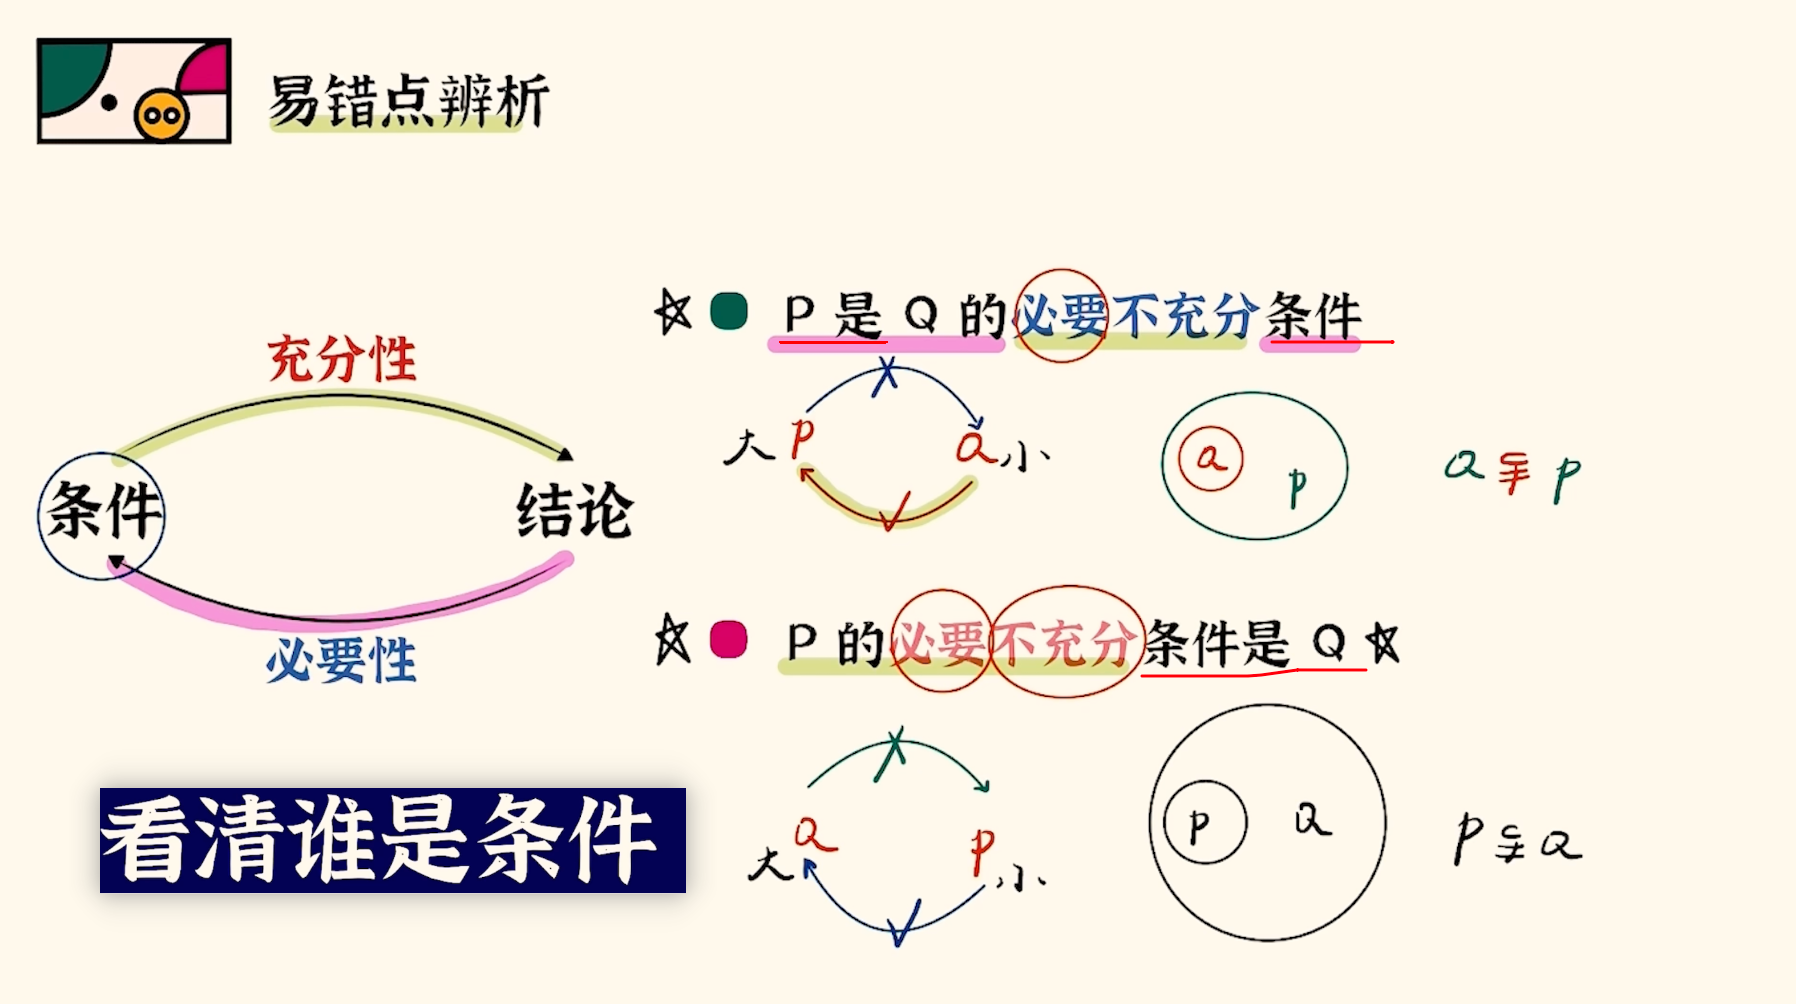 易错点辨析
充分性
条件
结论
必要性
看清谁是条件
☆ P 是 Q 的必要不充分条件
大 P Q 小
Q P
Q ⫋ P
☆ P 的必要不充分条件是 Q ☆
大 Q P 小
P Q
P ⫋ Q